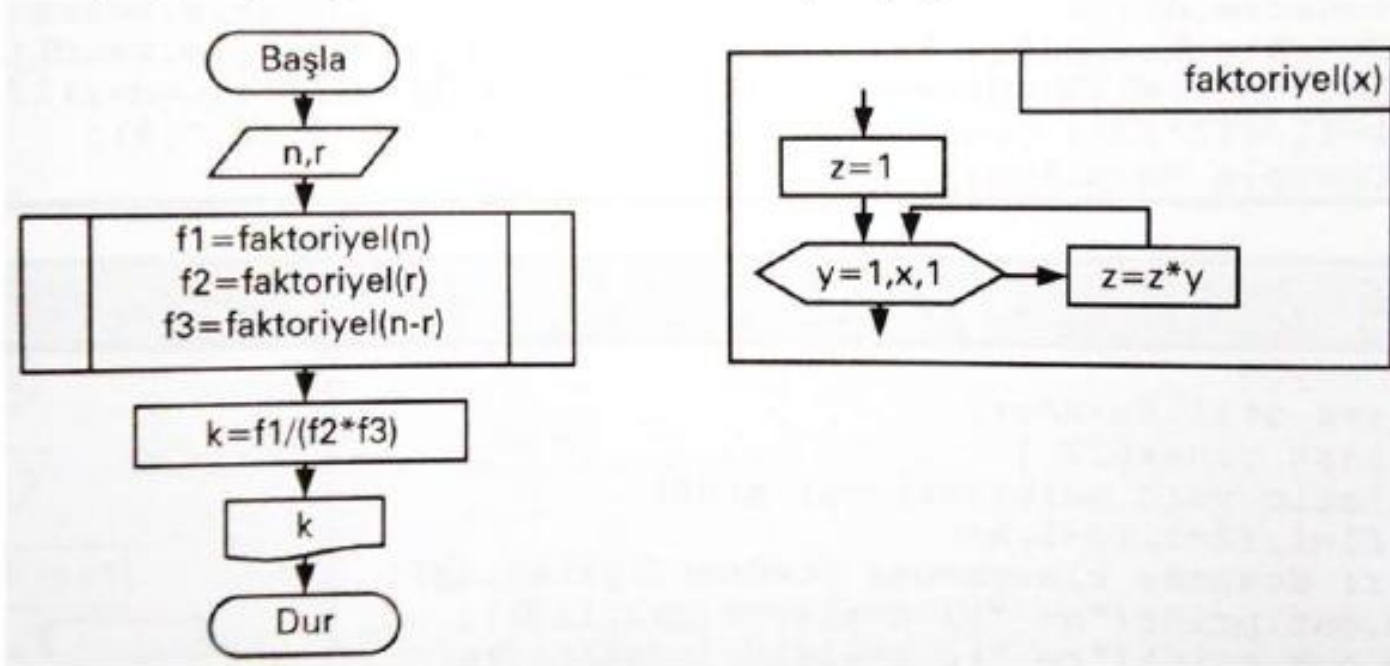 Başla
n,r
f1=faktoriyel(n)
f2=faktoriyel(r)
f3=faktoriyel(n-r)
k=f1/(f2*f3)
k
Dur
faktoriyel(x)
z=1
y=1,x,1
z=z*y